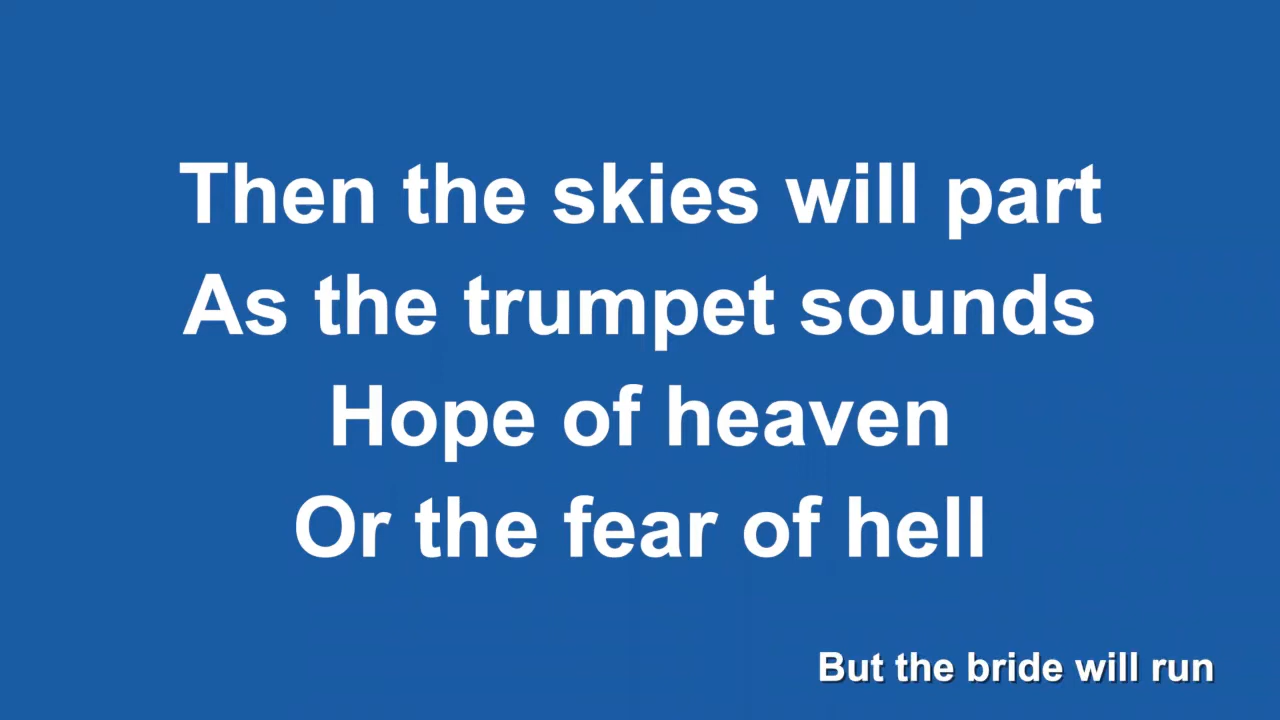 Then the skies will part
As the trumpet sounds
Hope of heaven
Or the fear of hell
But the bride will run